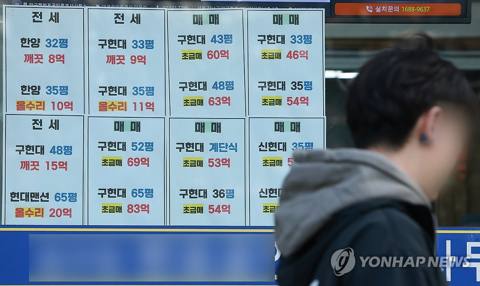 설치문의 1688-9637
전세
한양 32평
깨끗 8억
한양 35평
올수리 10억
전세
구현대 33평
깨끗 9억
구현대 35평
올수리 11억
매매
구현대 43평
초급매 60억
구현대 48평
초급매 63억
매매
구현대 33평
초급매 46억
구현대 35평
초급매 54억
전세
구현대 48평
깨끗 15억
현대맨션 65평
올수리 20억
매매
구현대 52평
초급매 69억
구현대 65평
초급매 83억
매매
구현대 계단식
초급매 53억
구현대 36평
초급매 54억
매매
신현대 35평
초급매
신현대
초급매
YONHAPNEWS